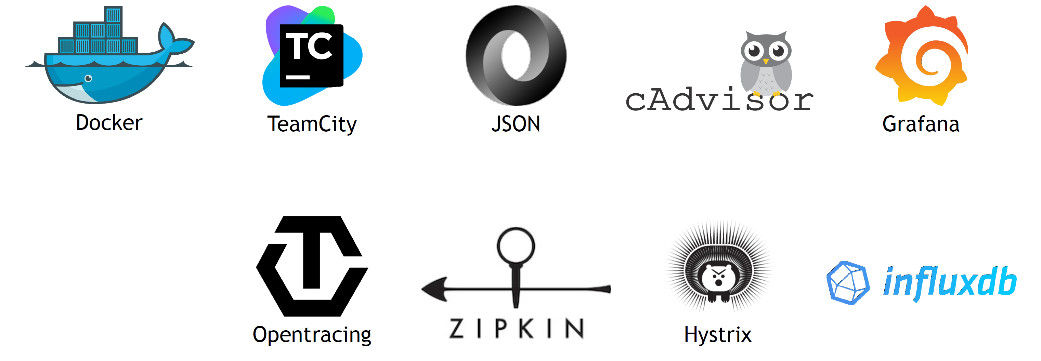 TC
Docker
TeamCity
JSON
cAdvisor
Grafana
T
Opentracing
ZIPKIN
Hystrix
influxdb